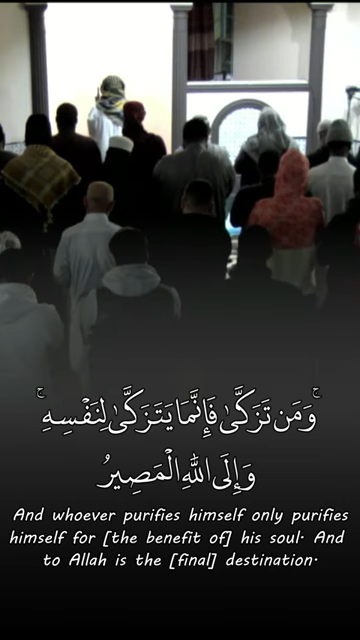 وَمَن تَزَكَّىٰ فَإِنَّمَا يَتَزَكَّىٰ لِنَفْسِهِ ۚ
وَإِلَى اللَّهِ الْمَصِيرُ
And whoever purifies himself only purifies
himself for [the benefit of] his soul. And
to Allah is the [final] destination.